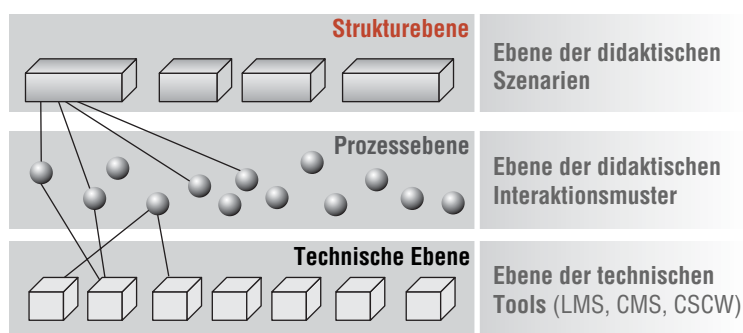 Strukturebene
Ebene der didaktischen
Szenarien
Prozessebene
Ebene der didaktischen
Interaktionsmuster
Technische Ebene
Ebene der technischen
Tools (LMS, CMS, CSCW)